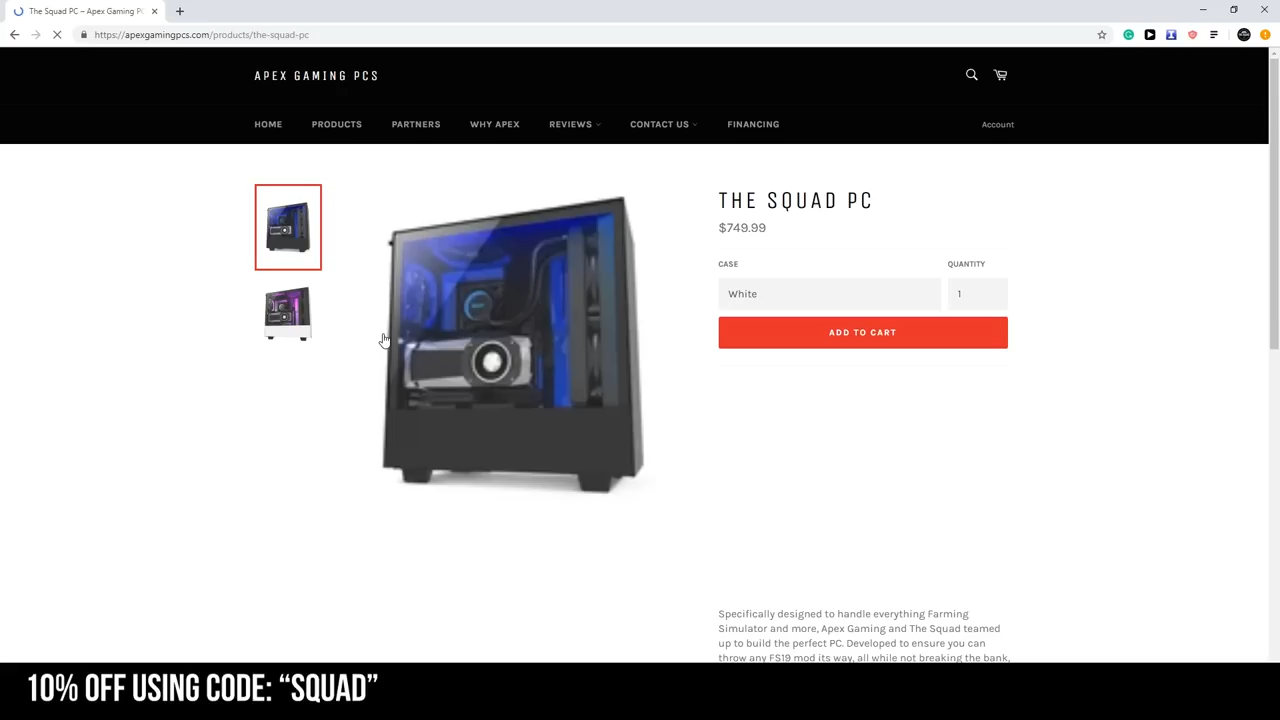 The Squad PC – Apex Gaming P
https://apexgamingpcs.com/products/the-squad-pc
APEX GAMING PCS
HOME PRODUCTS PARTNERS WHY APEX REVIEWS CONTACT US FINANCING Account
THE SQUAD PC
$749.99
CASE QUANTITY
White 1
ADD TO CART
Specifically designed to handle everything Farming
Simulator and more, Apex Gaming and The Squad teamed
up to build the perfect PC. Developed to ensure you can
throw any FS19 mod its way, all while not breaking the bank,
10% OFF USING CODE: “SQUAD”